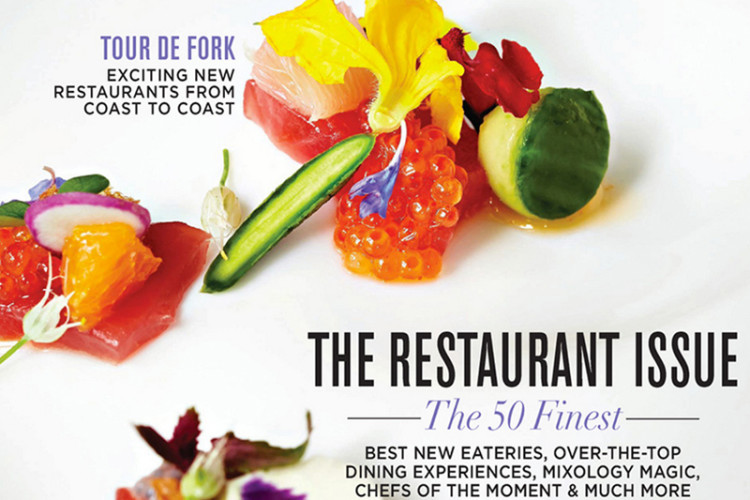 TOUR DE FORK
EXCITING NEW
RESTAURANTS FROM
COAST TO COAST
THE RESTAURANT ISSUE
The 50 Finest
BEST NEW EATERIES, OVER-THE-TOP
DINING EXPERIENCES, MIXOLOGY MAGIC,
CHEFS OF THE MOMENT & MUCH MORE